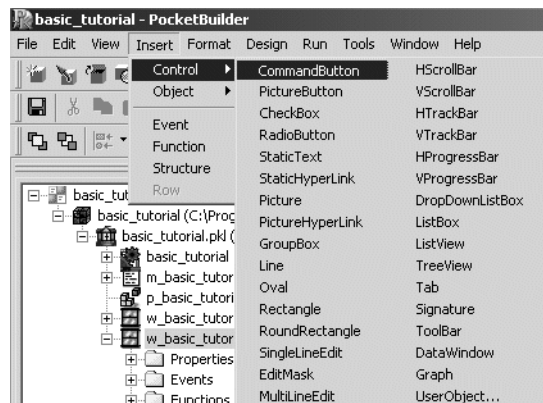 basic_tutorial - PocketBuilder
File Edit View Insert Format Design Run Tools Window Help
Control
Object
Event
Function
Structure
Row
CommandButton
PictureButton
CheckBox
RadioButton
StaticText
StaticHyperLink
Picture
PictureHyperLink
GroupBox
Line
Oval
Rectangle
RoundRectangle
SingleLineEdit
EditMask
MultiLineEdit
HScrollBar
VScrollBar
HTrackBar
VTrackBar
HProgressBar
VProgressBar
DropDownListBox
ListBox
ListView
TreeView
Tab
Signature
ToolBar
DataWindow
Graph
UserObject...
basic_tut
basic_tutorial (C:\Prog
basic_tutorial.pkl (
basic_tutorial
m_basic_tutor
p_basic_tutori
w_basic_tutor
w_basic_tutor
Properties
Events
Functions